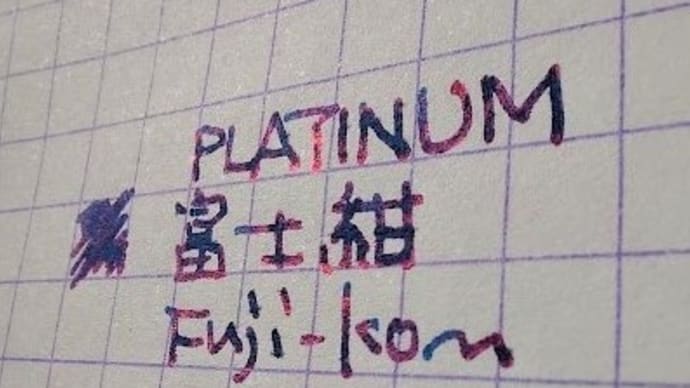 PLATINUM
富士紺
Fuji-kon